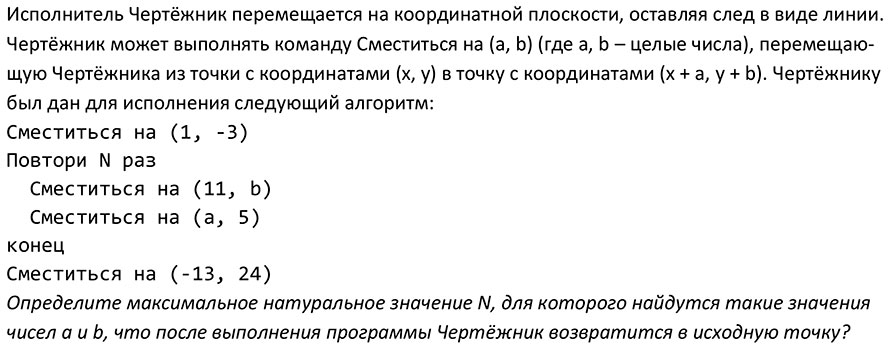 Исполнитель Чертёжник перемещается на координатной плоскости, оставляя след в виде линии.
Чертёжник может выполнять команду Сместиться на (a, b) (где a, b – целые числа), перемещаю-
щую Чертёжника из точки с координатами (x, y) в точку с координатами (x + a, y + b). Чертёжнику
был дан для исполнения следующий алгоритм:
Сместиться на (1, -3)
Повтори N раз
  Сместиться на (11, b)
  Сместиться на (a, 5)
конец
Сместиться на (-13, 24)
Определите максимальное натуральное значение N, для которого найдутся такие значения
чисел a и b, что после выполнения программы Чертёжник возвратится в исходную точку?